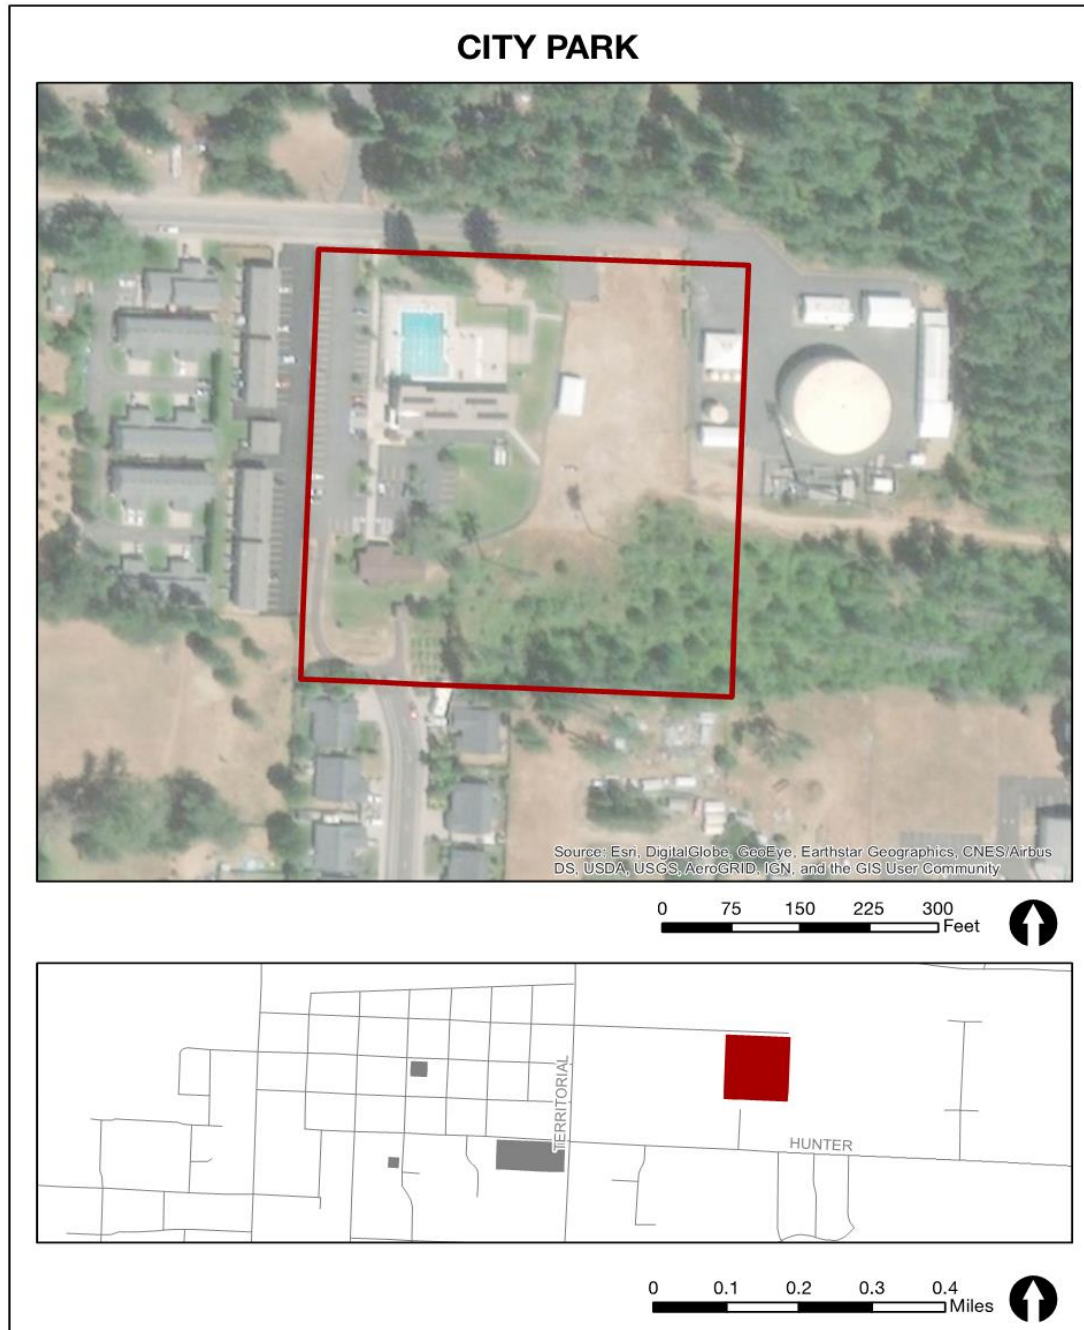 CITY PARK
Source: Esri, DigitalGlobe, GeoEye, Earthstar Geographics, CNES/Airbus
DS, USDA, USGS, AeroGRID, IGN, and the GIS User Community
0 75 150 225 300
Feet
TERRITORIAL
HUNTER
0 0.1 0.2 0.3 0.4
Miles